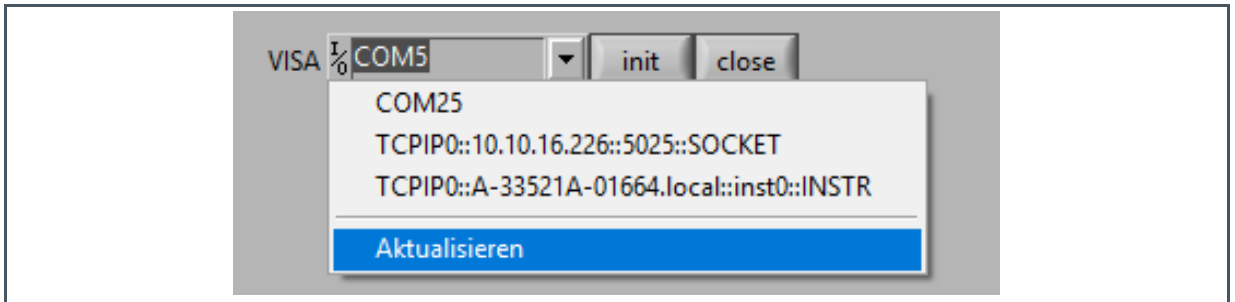 VISA I/O COM5 init close
COM25
TCPIP0::10.10.16.226::5025::SOCKET
TCPIP0::A-33521A-01664.local::inst0::INSTR
Aktualisieren